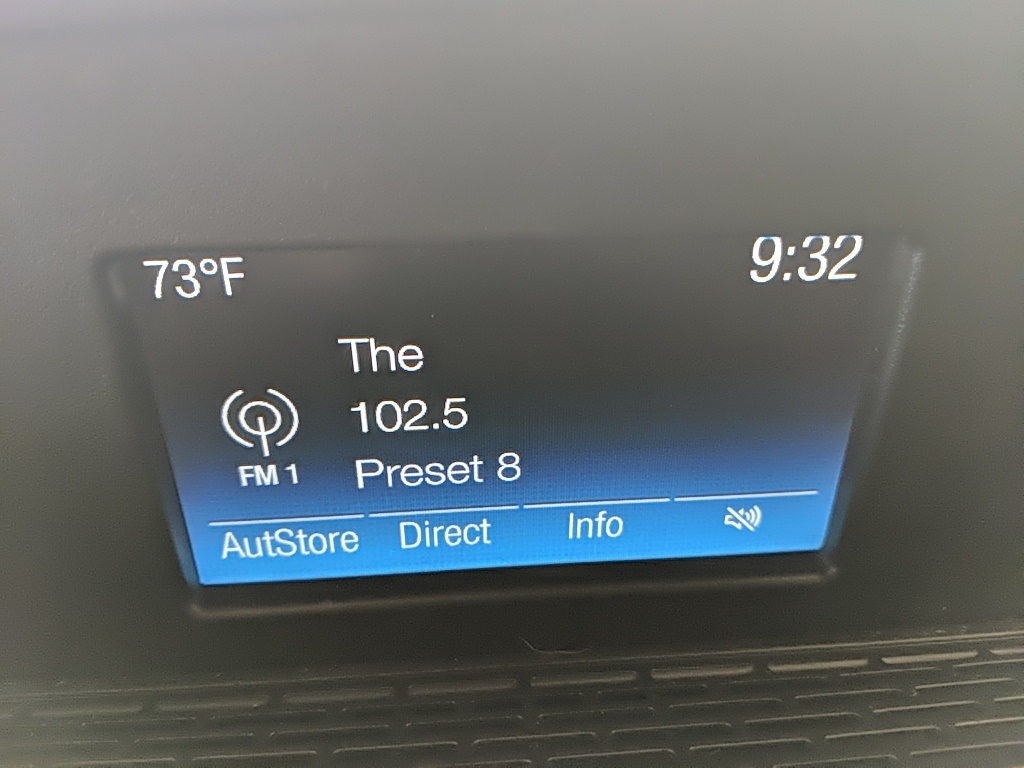 73°F
9:32
The
102.5
FM 1
Preset 8
AutStore Direct Info